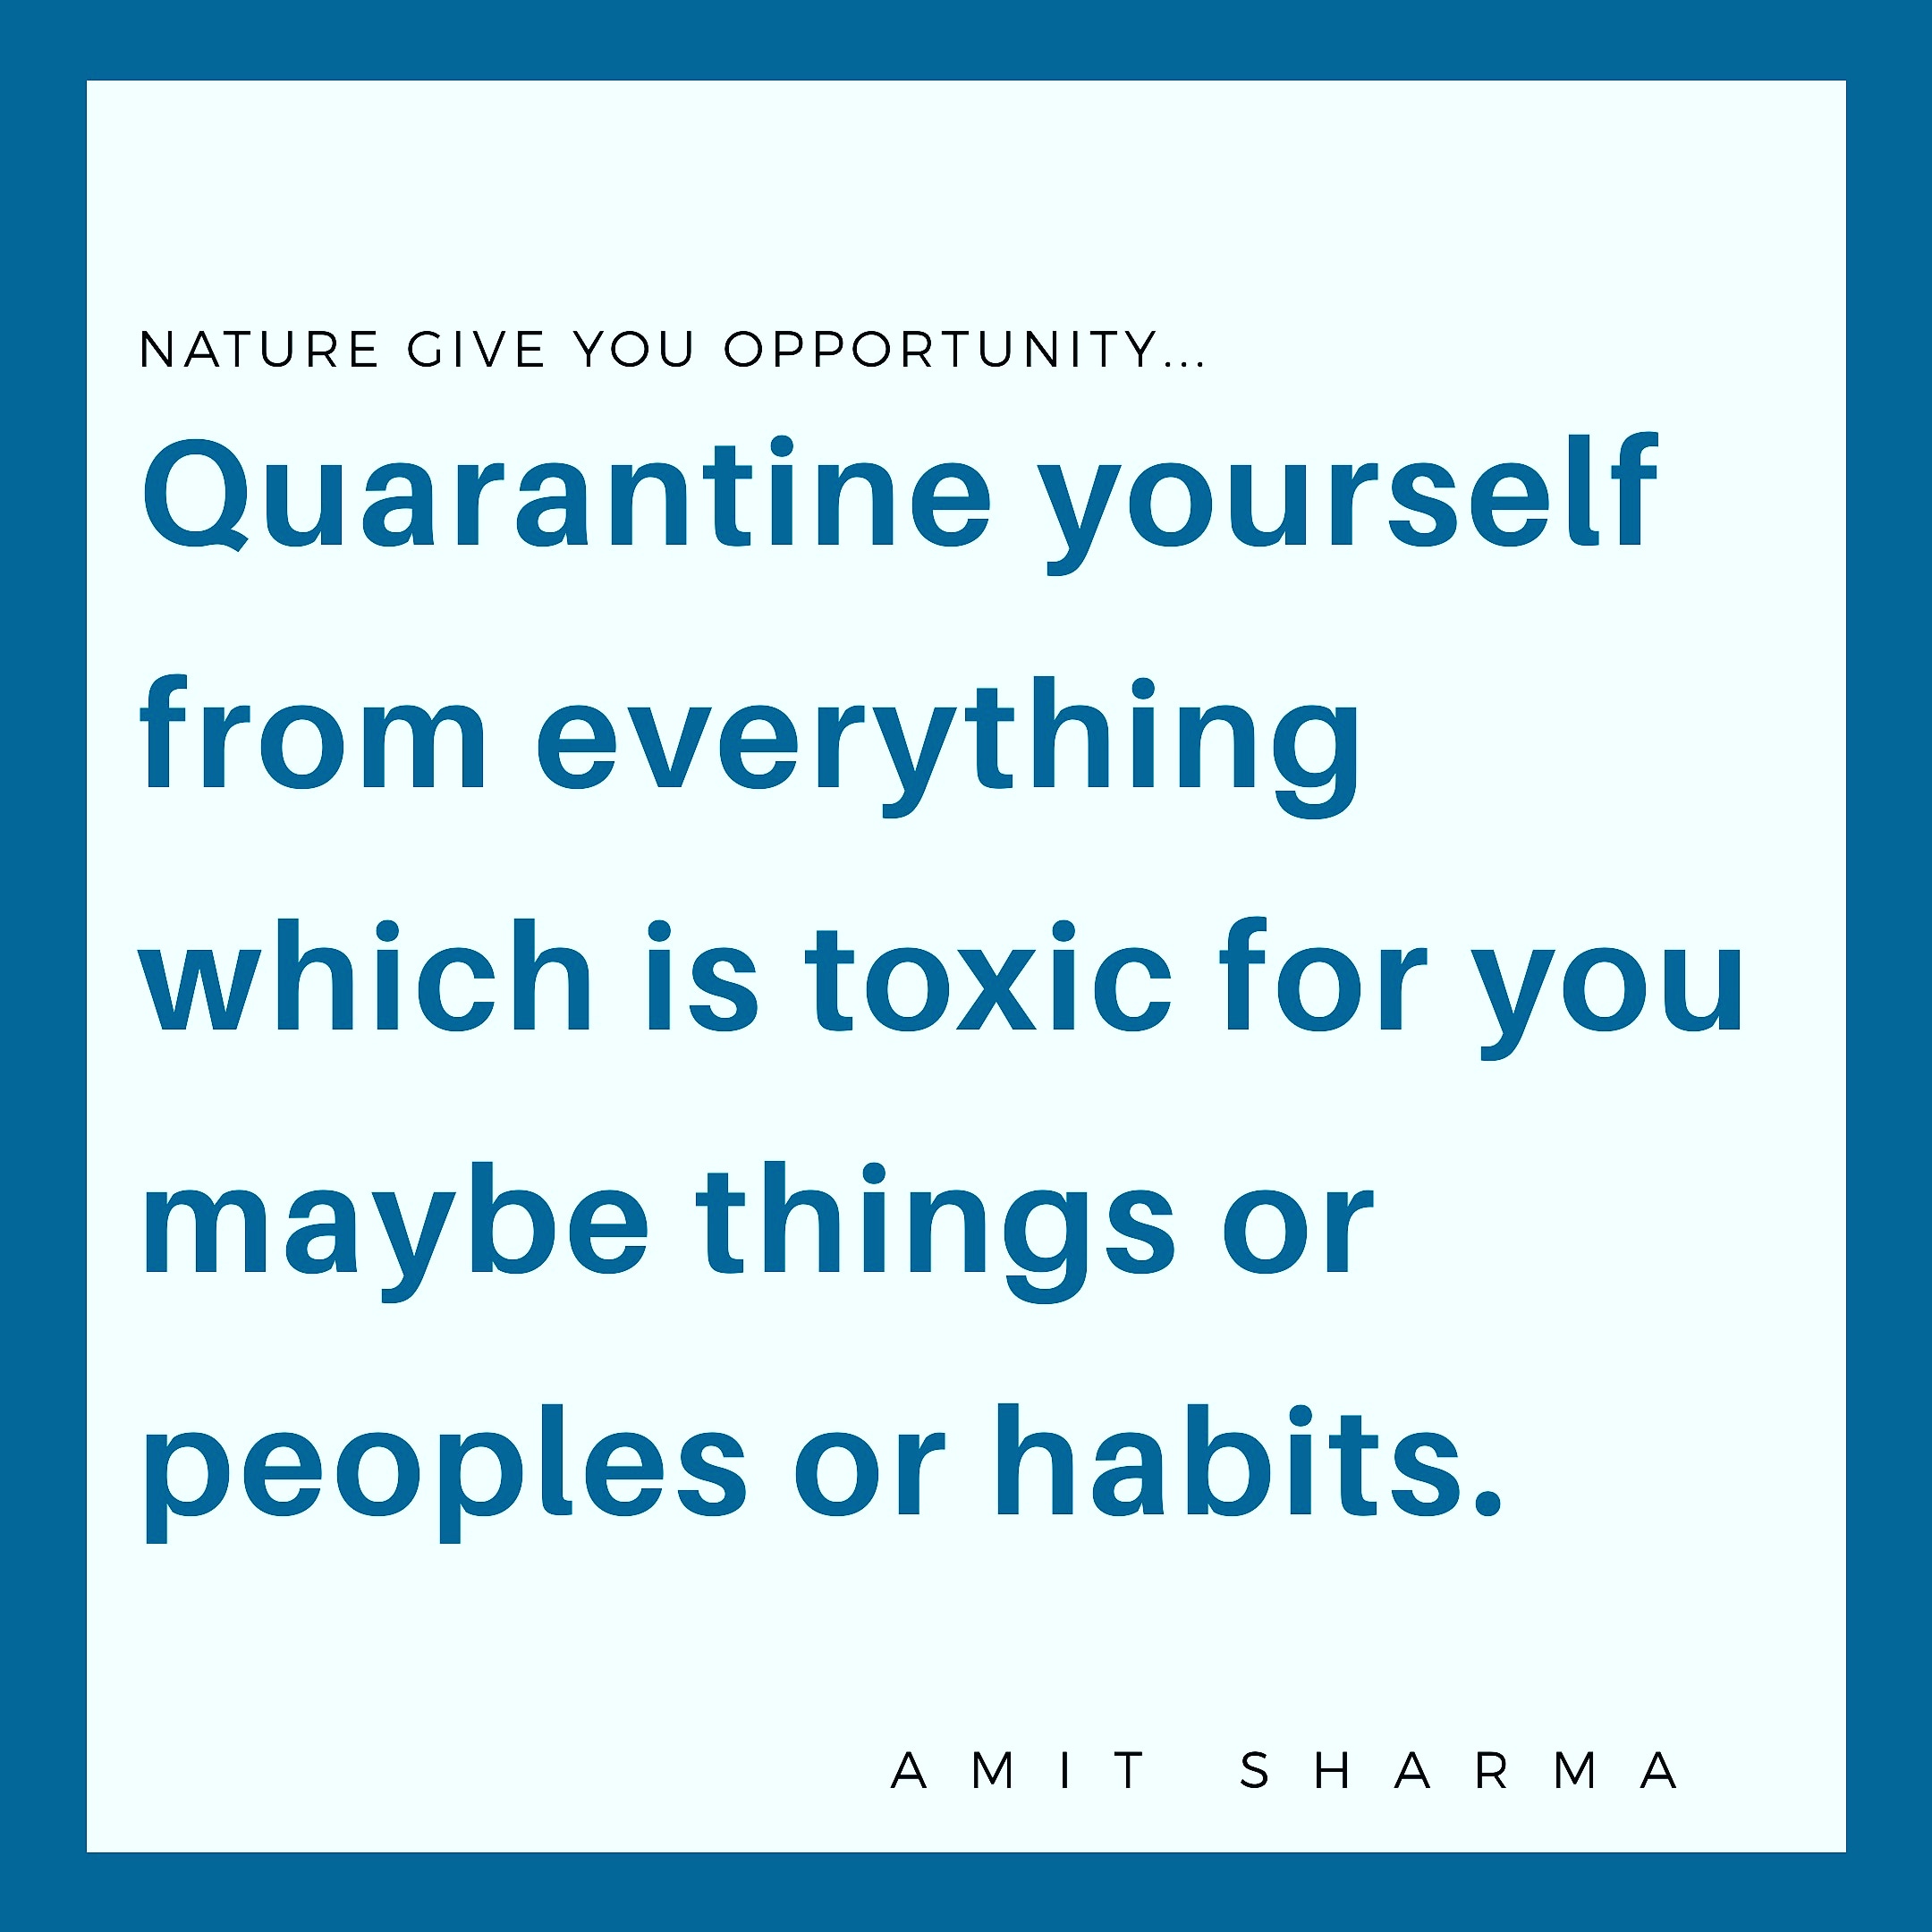 NATURE GIVE YOU OPPORTUNITY...
Quarantine yourself
from everything
which is toxic for you
maybe things or
peoples or habits.
AMIT SHARMA